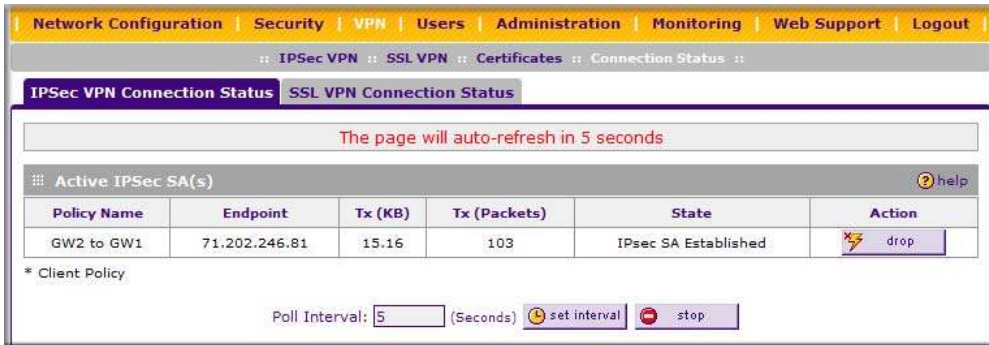 Network Configuration | Security | VPN | Users | Administration | Monitoring | Web Support | Logout |
:: IPSec VPN :: SSL VPN :: Certificates :: Connection Status ::
IPSec VPN Connection Status SSL VPN Connection Status
The page will auto-refresh in 5 seconds
Active IPSec SA(s) ? help
Policy Name Endpoint Tx (KB) Tx (Packets) State Action
GW2 to GW1 71.202.246.81 15.16 103 IPsec SA Established drop
* Client Policy
Poll Interval: 5 (Seconds) set interval stop